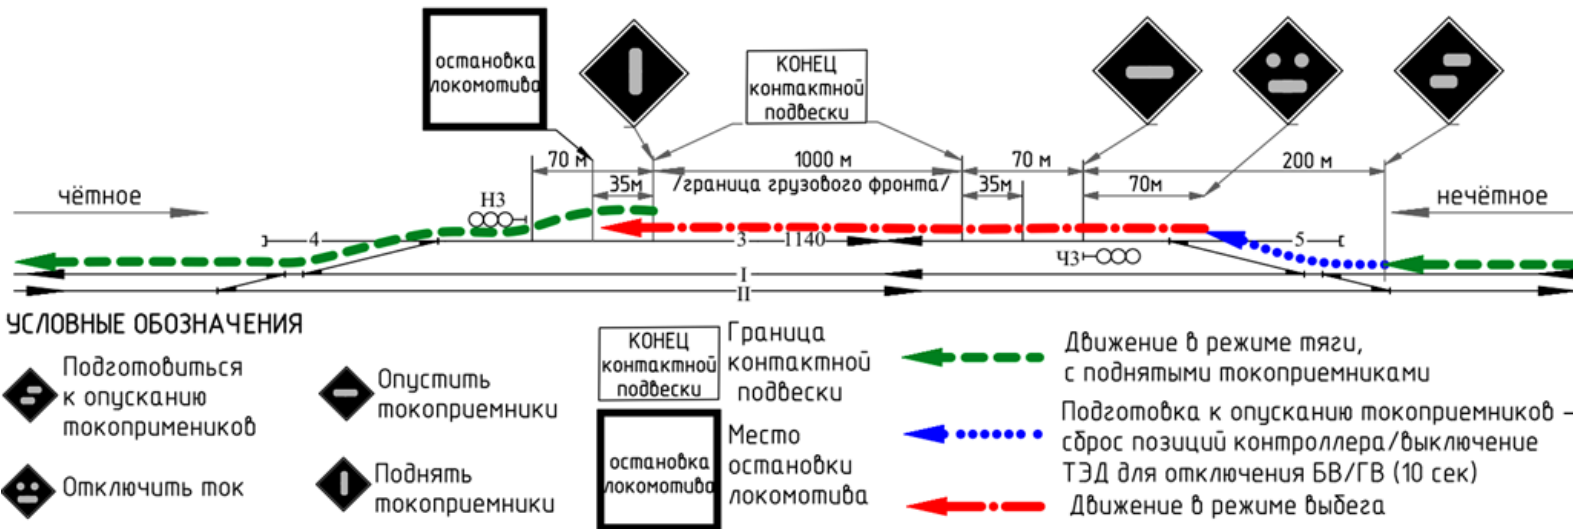 остановка
локомотива
КОНЕЦ
контактной
подвески
70 м
1000 м
70 м
200 м
35м
/граница грузового фронта/
35м
70м
чётное
нечётное
Н3
4
3
1140
5
Ч3
I
II
УСЛОВНЫЕ ОБОЗНАЧЕНИЯ
Подготовиться
к опусканию
токопримеников
Отключить ток
Опустить
токоприемники
Поднять
токоприемники
КОНЕЦ
контактной
подвески
Граница
контактной
подвески
остановка
локомотива
Место
остановки
локомотива
Движение в режиме тяги,
с поднятыми токоприемниками
Подготовка к опусканию токоприемников –
сброс позиций контроллера/выключение
ТЭД для отключения БВ/ГВ (10 сек)
Движение в режиме выбега